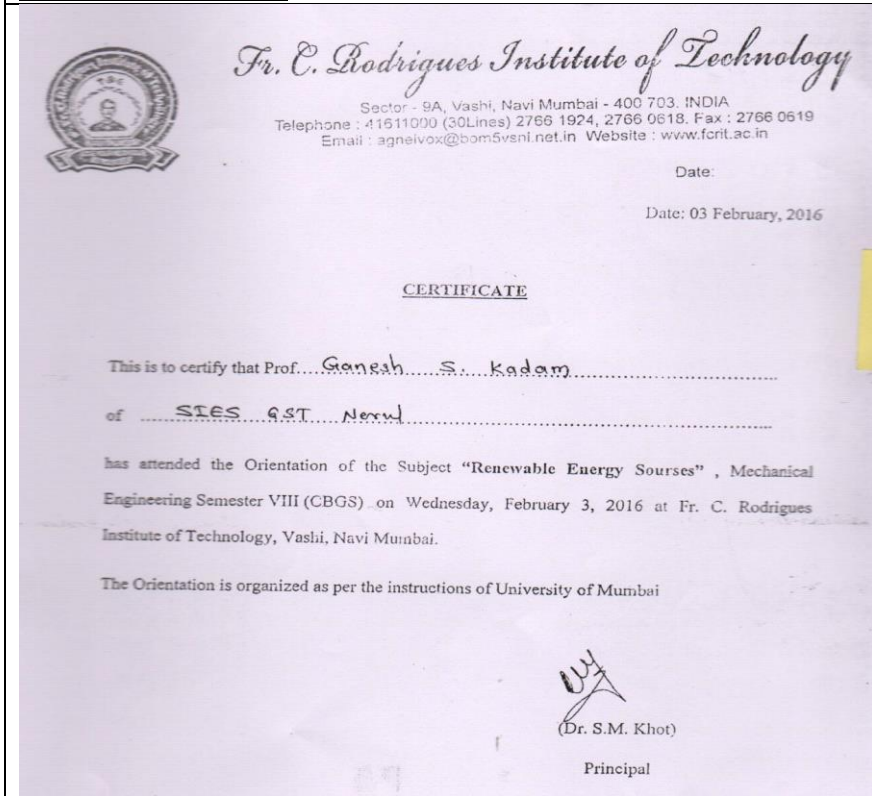 Fr. C. Rodrigues Institute of Technology
Sector - 9A, Vashi, Navi Mumbai - 400 703. INDIA
Telephone : 41611000 (30Lines) 2766 1924, 2766 0618. Fax : 2766 0619
Email : agneivox@bom5vsnl.net.in Website : www.fcrit.ac.in
Date:
Date: 03 February, 2016
CERTIFICATE
This is to certify that Prof....Ganesh S. Kadam
of ......SIES GST Nerul
has attended the Orientation of the Subject “Renewable Energy Sourses” , Mechanical
Engineering Semester VIII (CBGS) on Wednesday, February 3, 2016 at Fr. C. Rodrigues
Institute of Technology, Vashi, Navi Mumbai.
The Orientation is organized as per the instructions of University of Mumbai
(Dr. S.M. Khot)
Principal